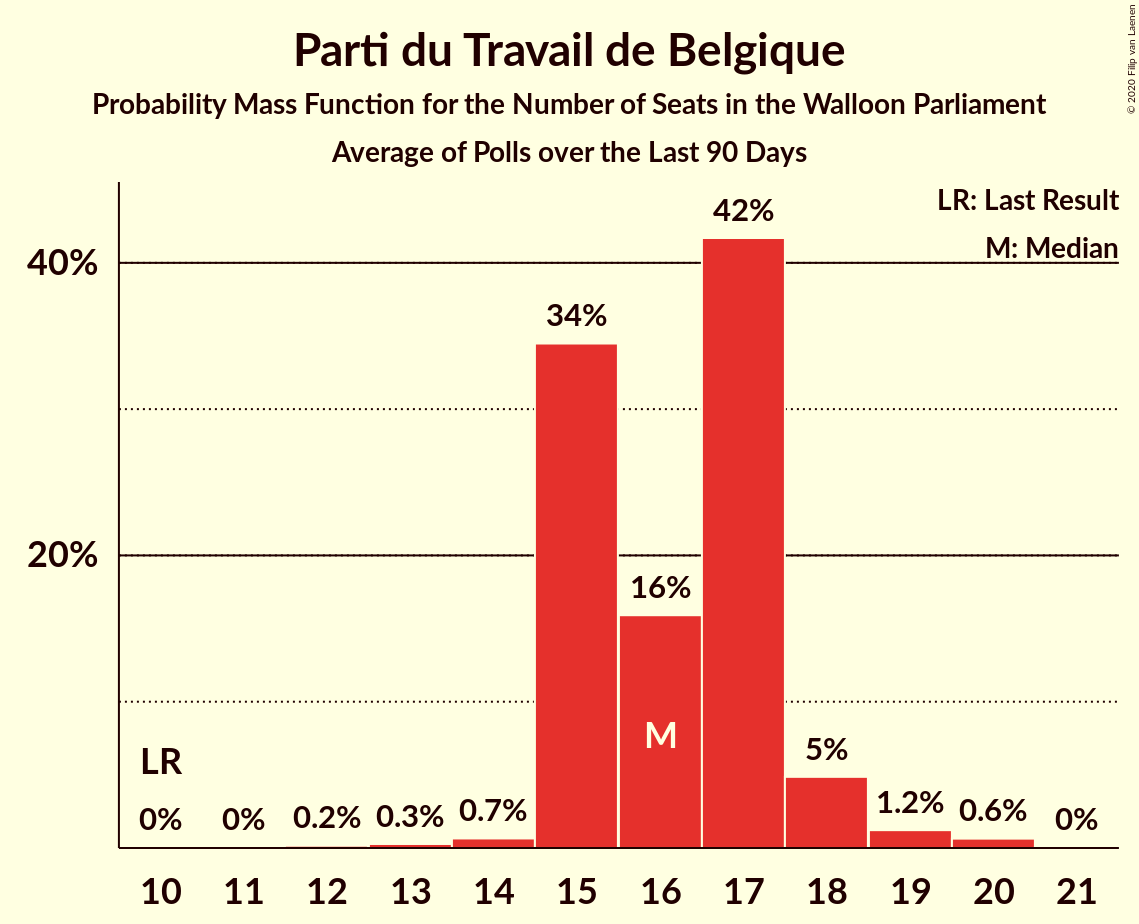 Parti du Travail de Belgique
Probability Mass Function for the Number of Seats in the Walloon Parliament
Average of Polls over the Last 90 Days
© 2020 Filip van Laenen
LR: Last Result
M: Median
40%
20%
LR
M
0%
0%
0.2%
0.3%
0.7%
34%
16%
42%
5%
1.2%
0.6%
0%
10 11 12 13 14 15 16 17 18 19 20 21